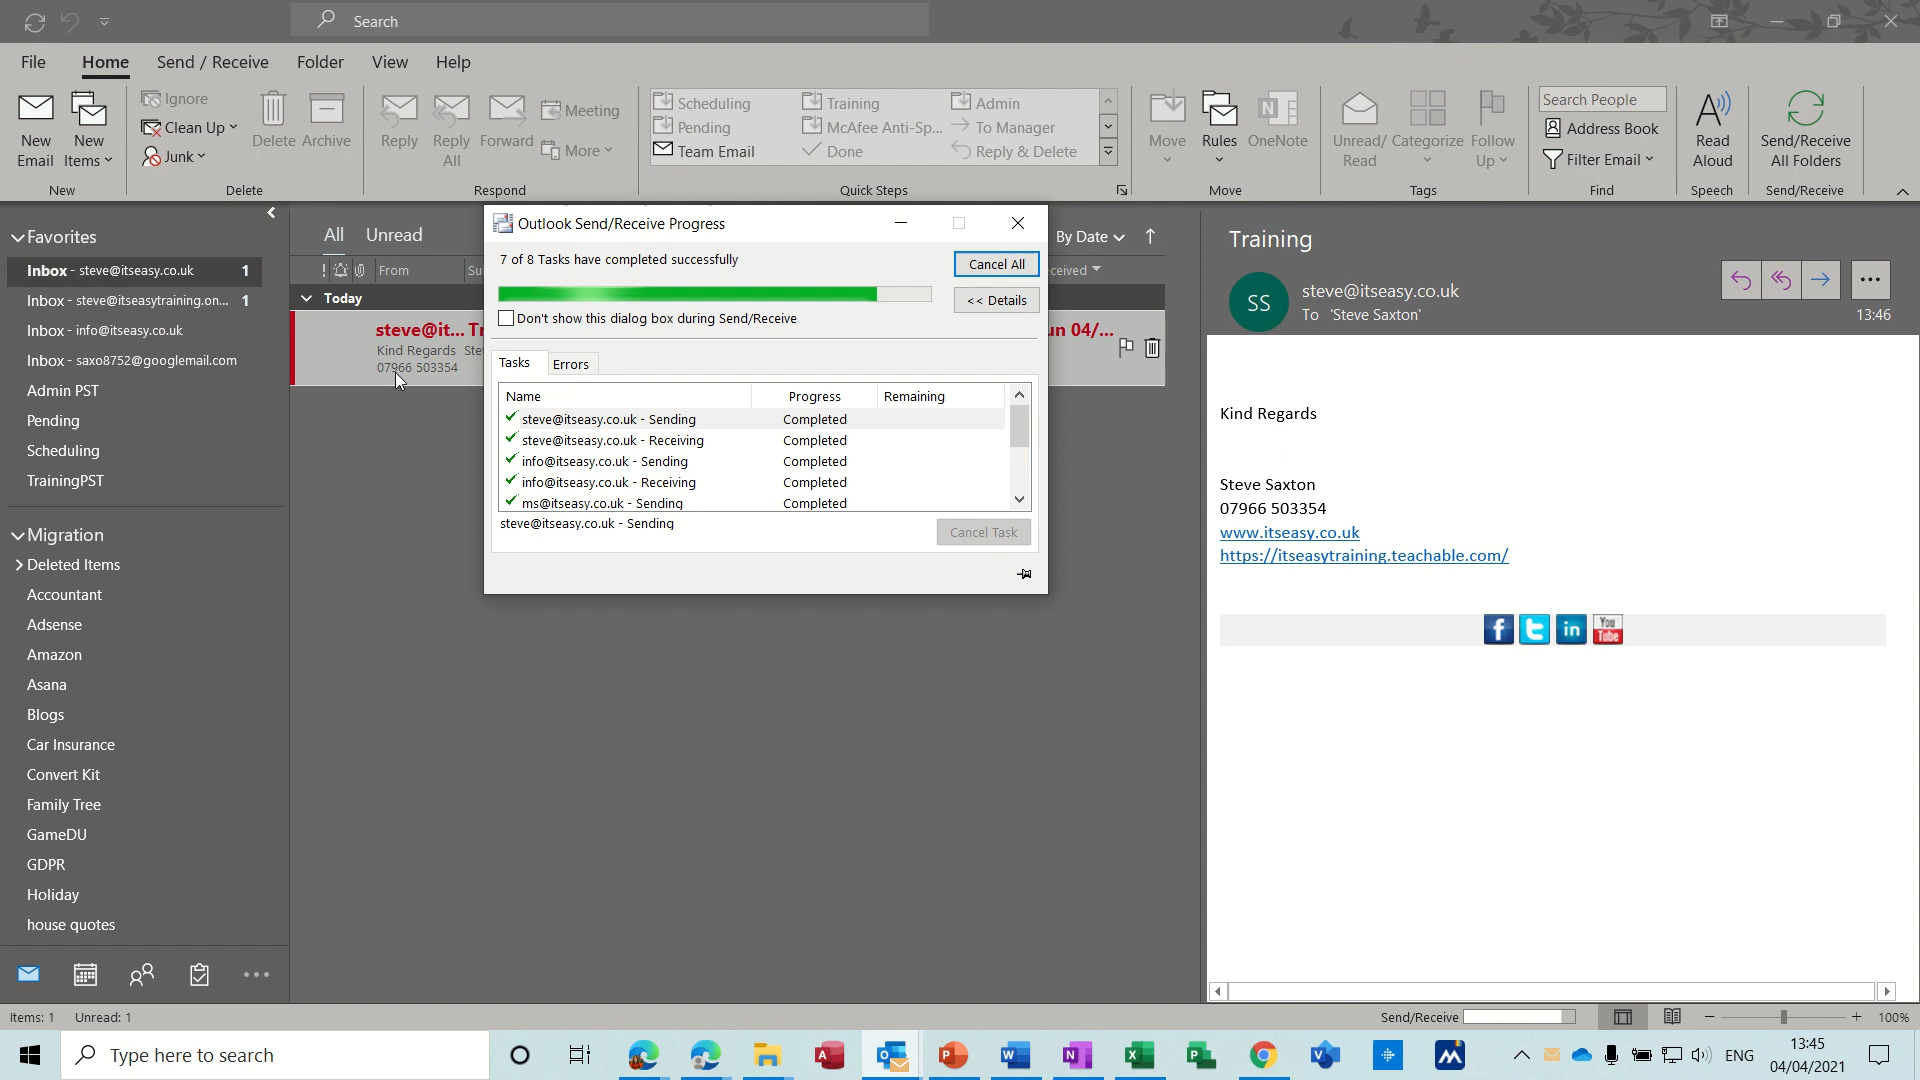 Search
File Home Send / Receive Folder View Help
New Email
New Items
Ignore
Clean Up
Junk
Delete
Archive
Reply
Reply All
Forward
Meeting
More
Scheduling Training Admin
Pending McAfee Anti-Sp... To Manager
Team Email Done Reply & Delete
Move
Rules
OneNote
Unread/ Read
Categorize
Follow Up
Search People
Address Book
Filter Email
Read Aloud
Send/Receive All Folders
New Delete Respond Quick Steps Move Tags Find Speech Send/Receive
Favorites
Inbox - steve@itseasy.co.uk 1
Inbox - steve@itseasytraining.on... 1
Inbox - info@itseasy.co.uk
Inbox - saxo8752@googlemail.com
Admin PST
Pending
Scheduling
TrainingPST
Migration
Deleted Items
Accountant
Adsense
Amazon
Asana
Blogs
Car Insurance
Convert Kit
Family Tree
GameDU
GDPR
Holiday
house quotes
All Unread
By Date
! From Su ceived
Today
steve@it... Tr un 04/...
Kind Regards Ste
07966 503354
Outlook Send/Receive Progress
7 of 8 Tasks have completed successfully
Cancel All
<< Details
Don't show this dialog box during Send/Receive
Tasks Errors
Name Progress Remaining
steve@itseasy.co.uk - Sending Completed
steve@itseasy.co.uk - Receiving Completed
info@itseasy.co.uk - Sending Completed
info@itseasy.co.uk - Receiving Completed
ms@itseasy.co.uk - Sending Completed
steve@itseasy.co.uk - Sending
Cancel Task
Training
SS
steve@itseasy.co.uk
To 'Steve Saxton'
13:46
Kind Regards
Steve Saxton
07966 503354
www.itseasy.co.uk
https://itseasytraining.teachable.com/
f t in You Tube
Items: 1 Unread: 1
Send/Receive
100%
Type here to search
ENG
13:45
04/04/2021